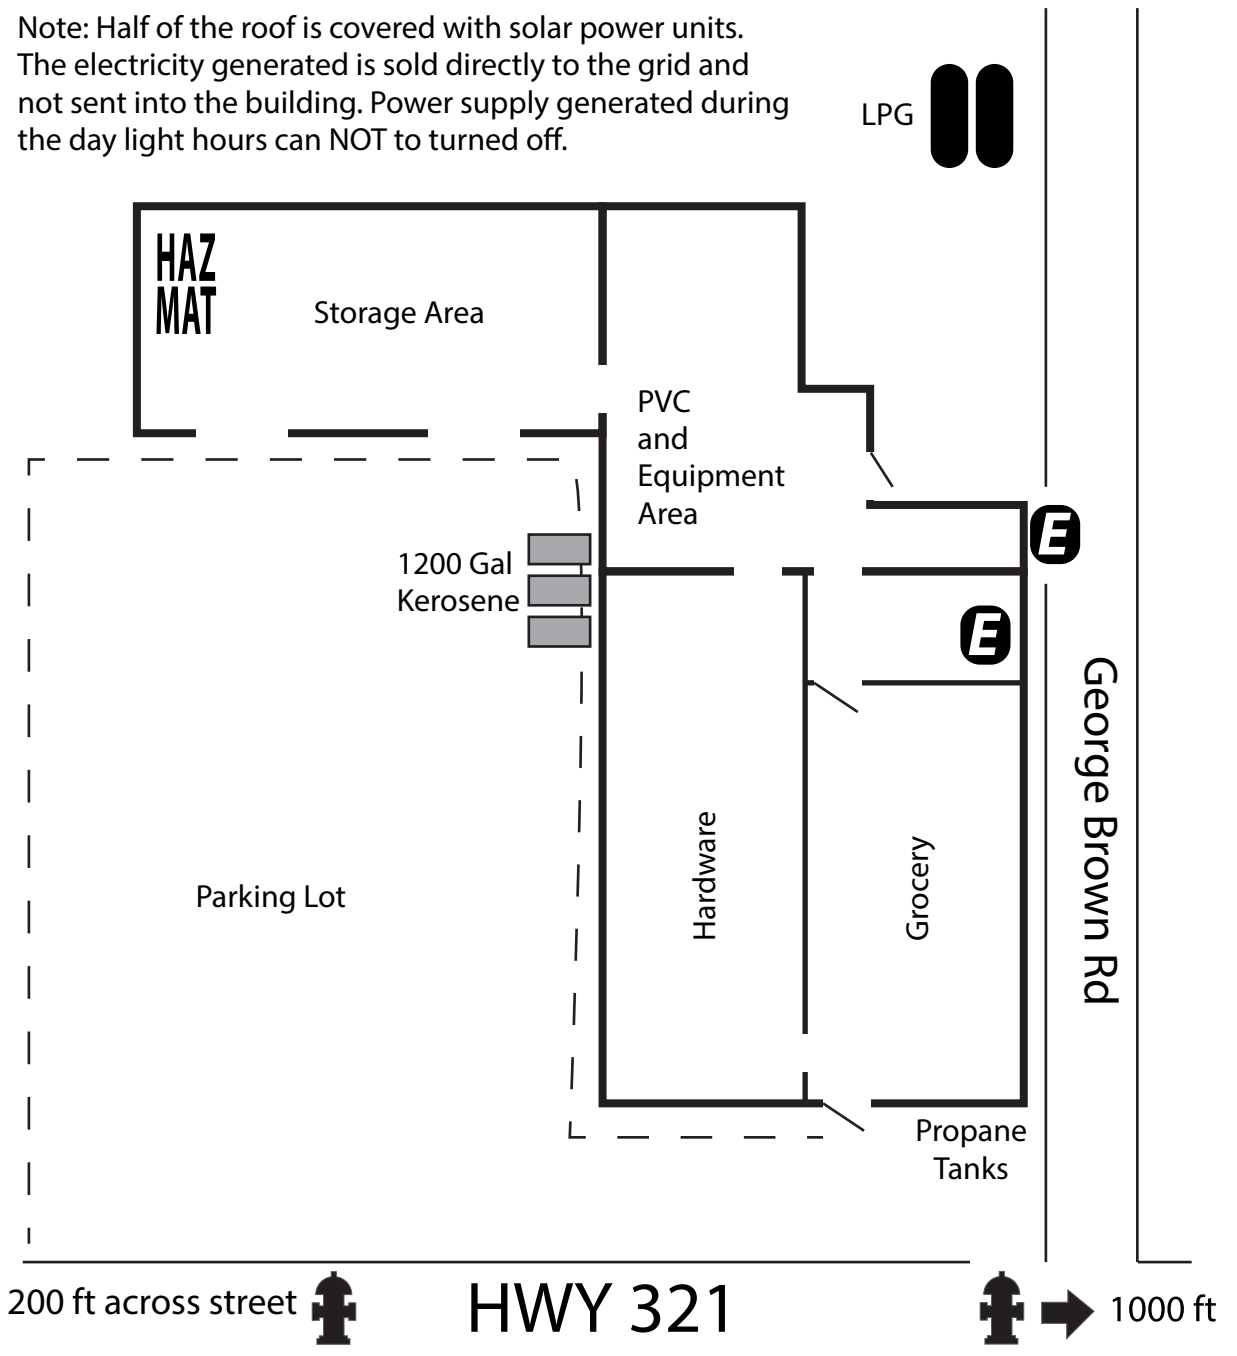 Note: Half of the roof is covered with solar power units.
The electricity generated is sold directly to the grid and
not sent into the building. Power supply generated during
the day light hours can NOT to turned off.
LPG
HAZ
MAT
Storage Area
PVC
and
Equipment
Area
E
1200 Gal
Kerosene
E
George Brown Rd
Hardware
Grocery
Parking Lot
Propane
Tanks
200 ft across street
HWY 321
1000 ft